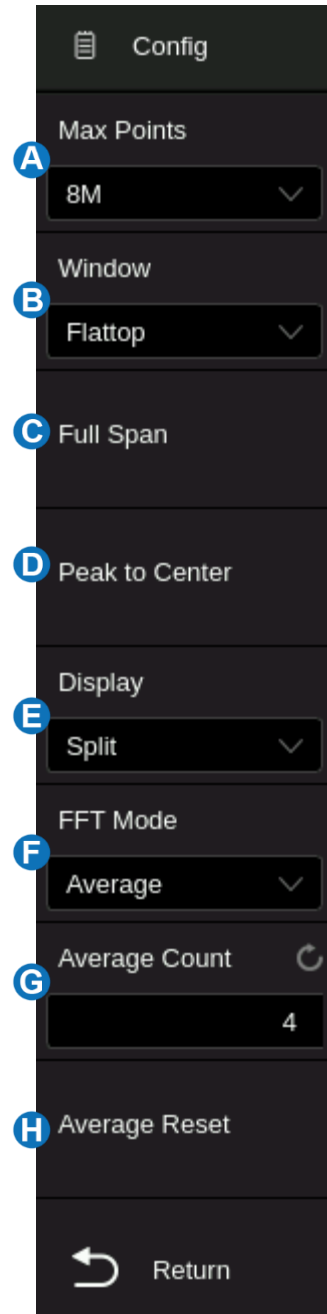 Config
Max Points
A
8M
Window
B
Flattop
C Full Span
D Peak to Center
Display
E
Split
FFT Mode
F
Average
Average Count
G
4
H Average Reset
Return